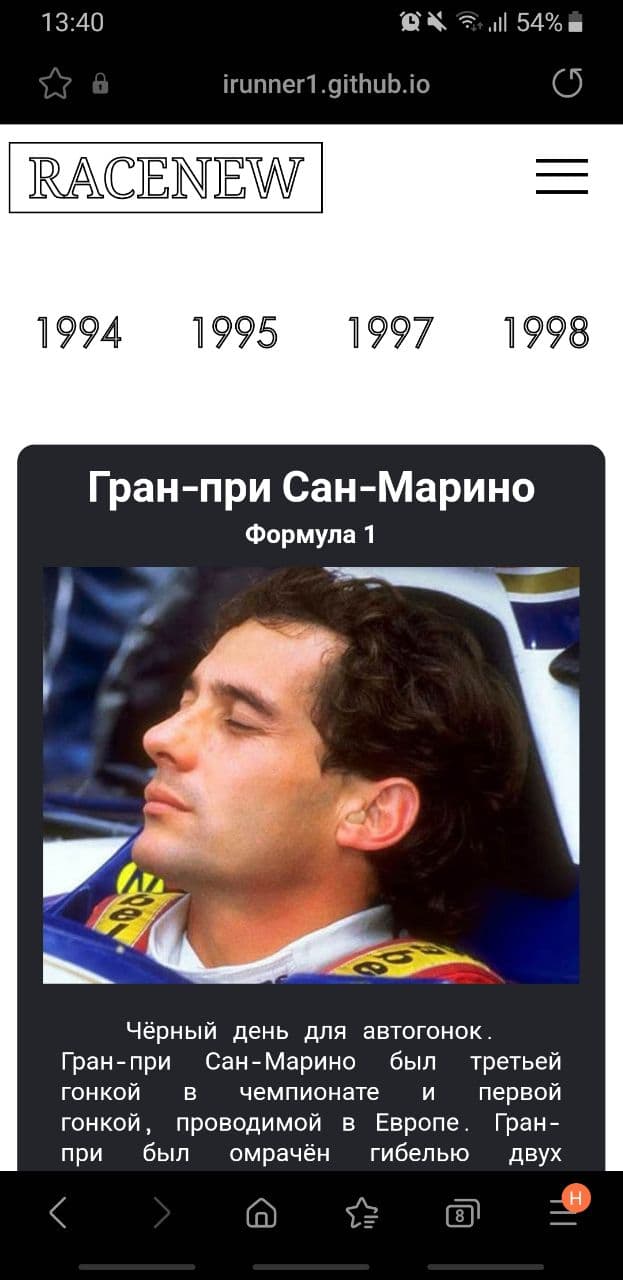 13:40
54%
irunner1.github.io
RACENEW
1994 1995 1997 1998
Гран-при Сан-Марино
Формула 1
Чёрный день для автогонок.
Гран-при Сан-Марино был третьей
гонкой в чемпионате и первой
гонкой, проводимой в Европе. Гран-
при был омрачён гибелью двух
8
H